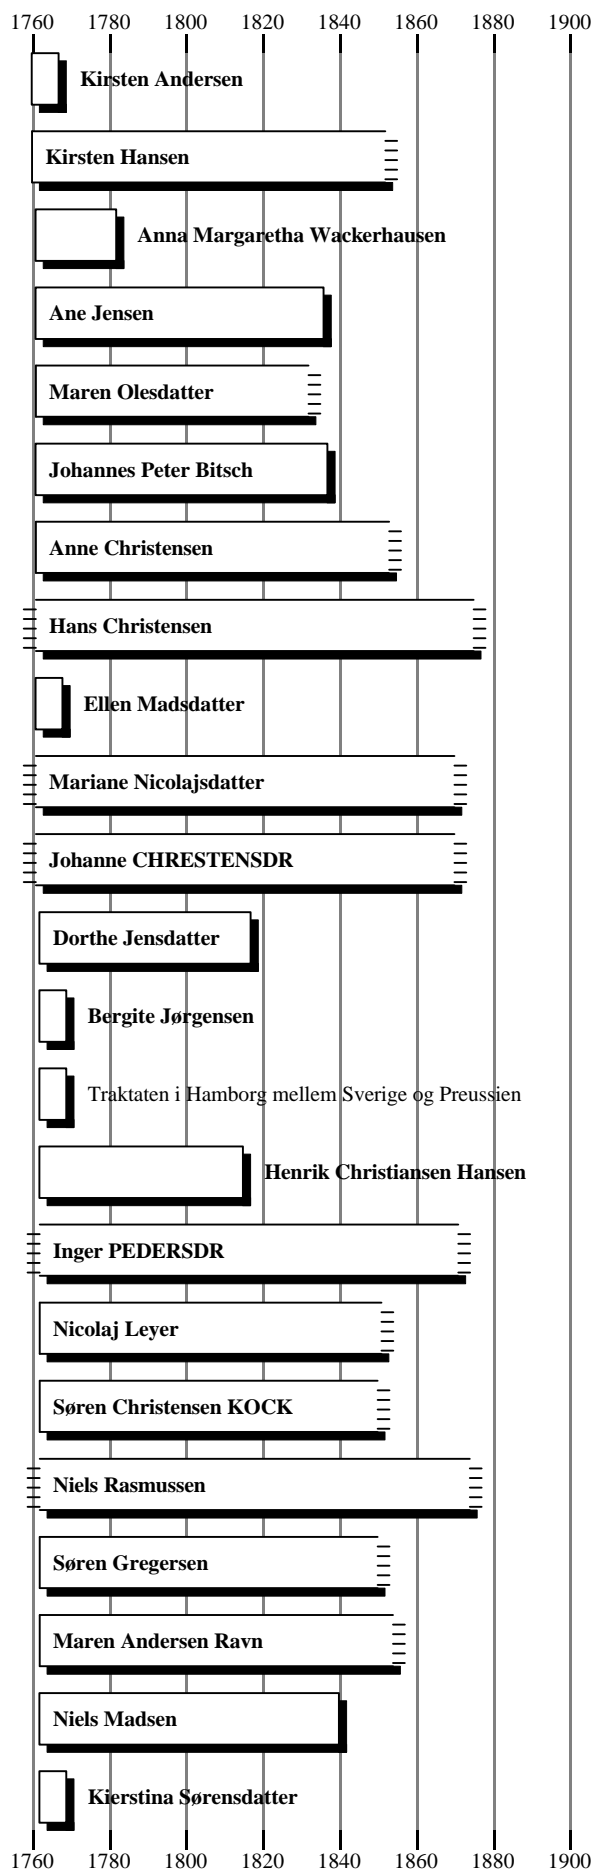 1760 1780 1800 1820 1840 1860 1880 1900
Kirsten Andersen
Kirsten Hansen
Anna Margaretha Wackerhausen
Ane Jensen
Maren Olesdatter
Johannes Peter Bitsch
Anne Christensen
Hans Christensen
Ellen Madsdatter
Mariane Nicolajsdatter
Johanne CHRESTENSDR
Dorthe Jensdatter
Bergite Jørgensen
Traktaten i Hamborg mellem Sverige og Preussien
Henrik Christiansen Hansen
Inger PEDERSDR
Nicolaj Leyer
Søren Christensen KOCK
Niels Rasmussen
Søren Gregersen
Maren Andersen Ravn
Niels Madsen
Kierstina Sørensdatter
1760 1780 1800 1820 1840 1860 1880 1900